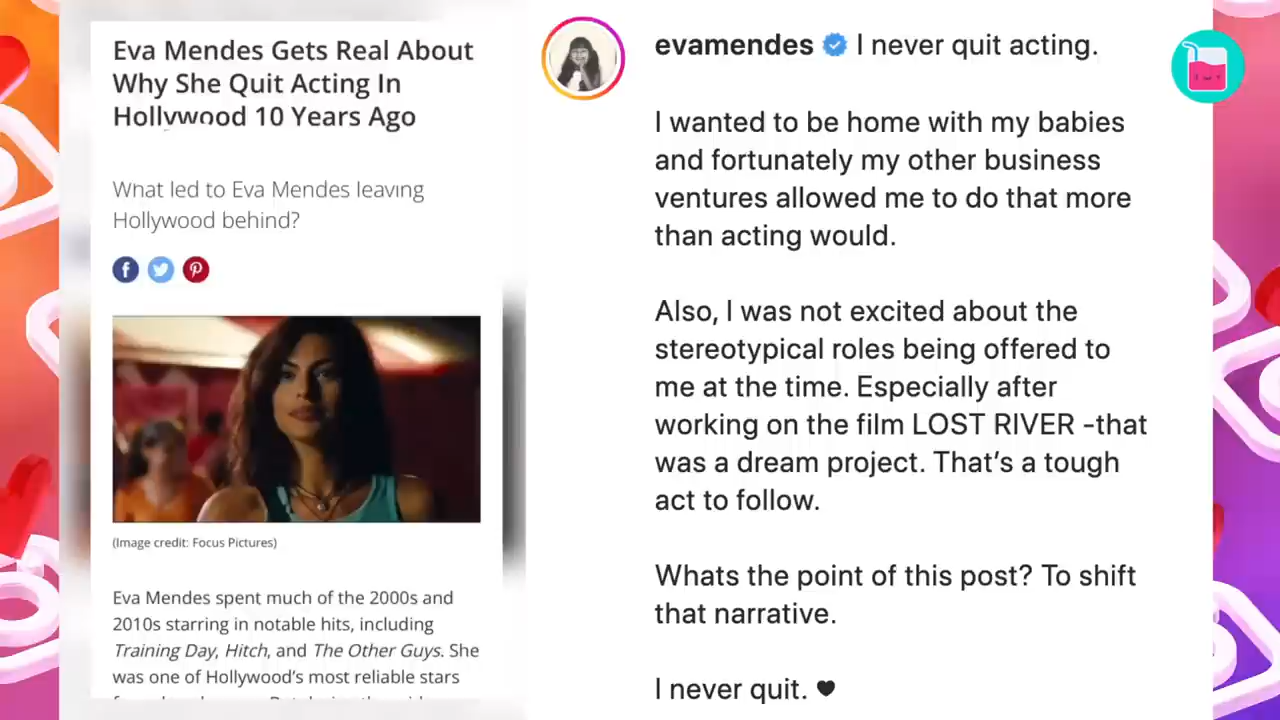 Eva Mendes Gets Real About
Why She Quit Acting In
Hollywood 10 Years Ago
What led to Eva Mendes leaving
Hollywood behind?
(Image credit: Focus Pictures)
Eva Mendes spent much of the 2000s and
2010s starring in notable hits, including
Training Day, Hitch, and The Other Guys. She
was one of Hollywood's most reliable stars
evamendes I never quit acting.
I wanted to be home with my babies
and fortunately my other business
ventures allowed me to do that more
than acting would.
Also, I was not excited about the
stereotypical roles being offered to
me at the time. Especially after
working on the film LOST RIVER -that
was a dream project. That’s a tough
act to follow.
Whats the point of this post? To shift
that narrative.
I never quit. 🖤